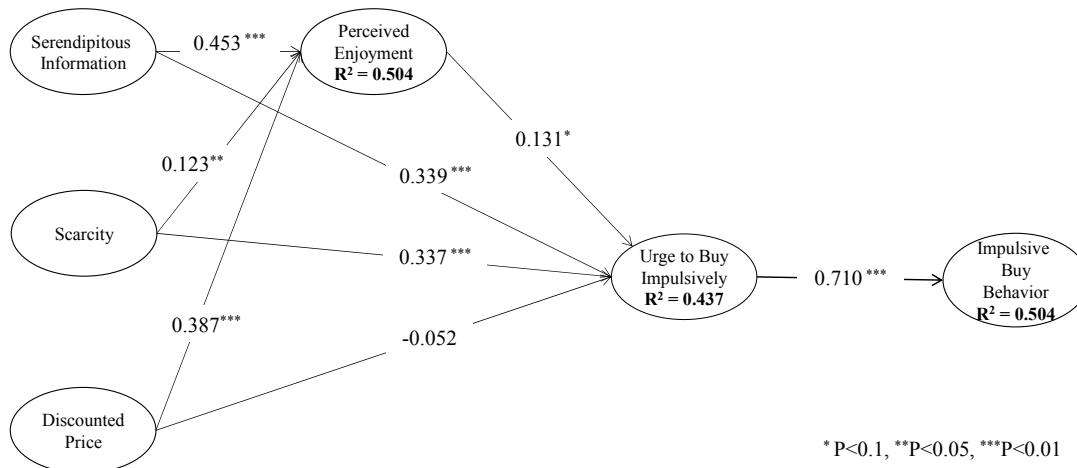 Serendipitous
Information
0.453 ***
Perceived
Enjoyment
R² = 0.504
0.131*
0.123**
0.339 ***
Scarcity
0.337 ***
Urge to Buy
Impulsively
R² = 0.437
0.710 ***
Impulsive
Buy
Behavior
R² = 0.504
0.387***
-0.052
Discounted
Price
* P<0.1, **P<0.05, ***P<0.01